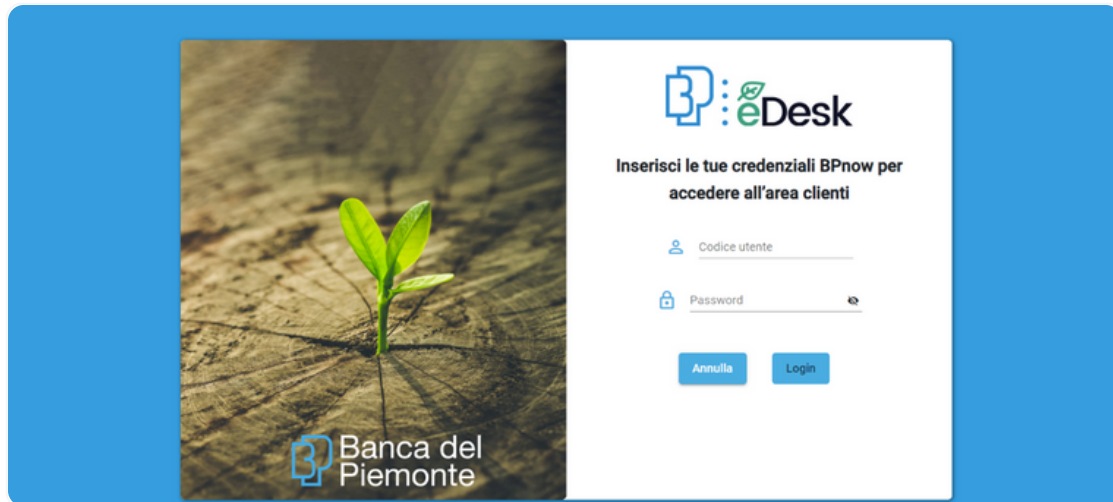 Banca del
Piemonte
BP eDesk
Inserisci le tue credenziali BPnow per
accedere all'area clienti
Codice utente
Password
Annulla
Login